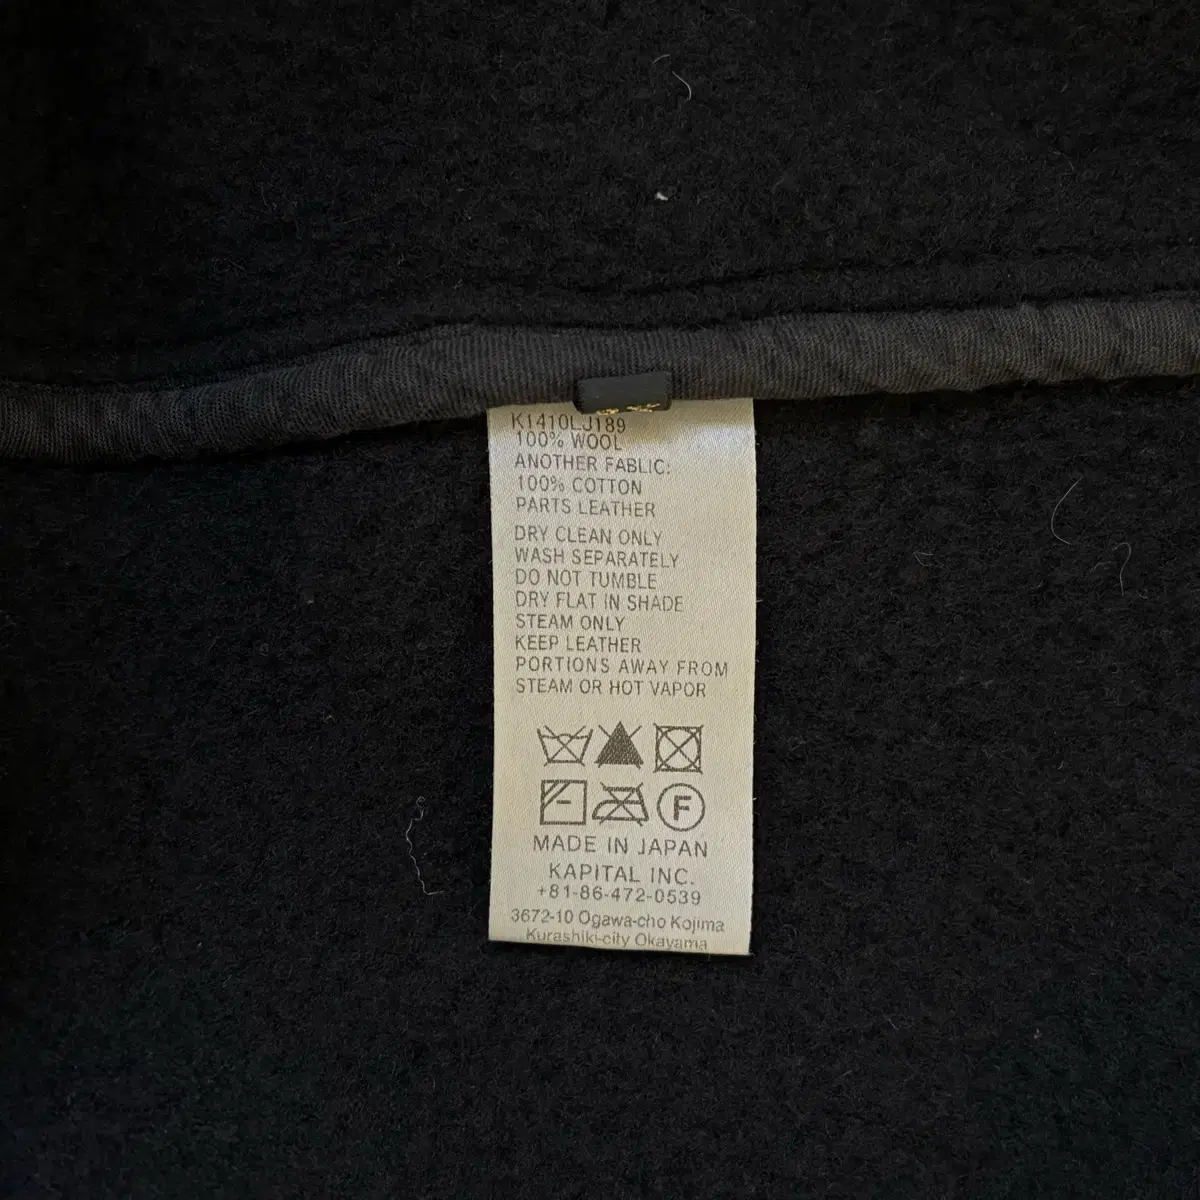 K1410LJ189
100% WOOL
ANOTHER FABLIC:
100% COTTON
PARTS LEATHER
DRY CLEAN ONLY
WASH SEPARATELY
DO NOT TUMBLE
DRY FLAT IN SHADE
STEAM ONLY
KEEP LEATHER
PORTIONS AWAY FROM
STEAM OR HOT VAPOR
F
MADE IN JAPAN
KAPITAL INC.
+81-86-472-0539
3672-10 Ogawa-cho Kojima
Kurashiki-city Okayama